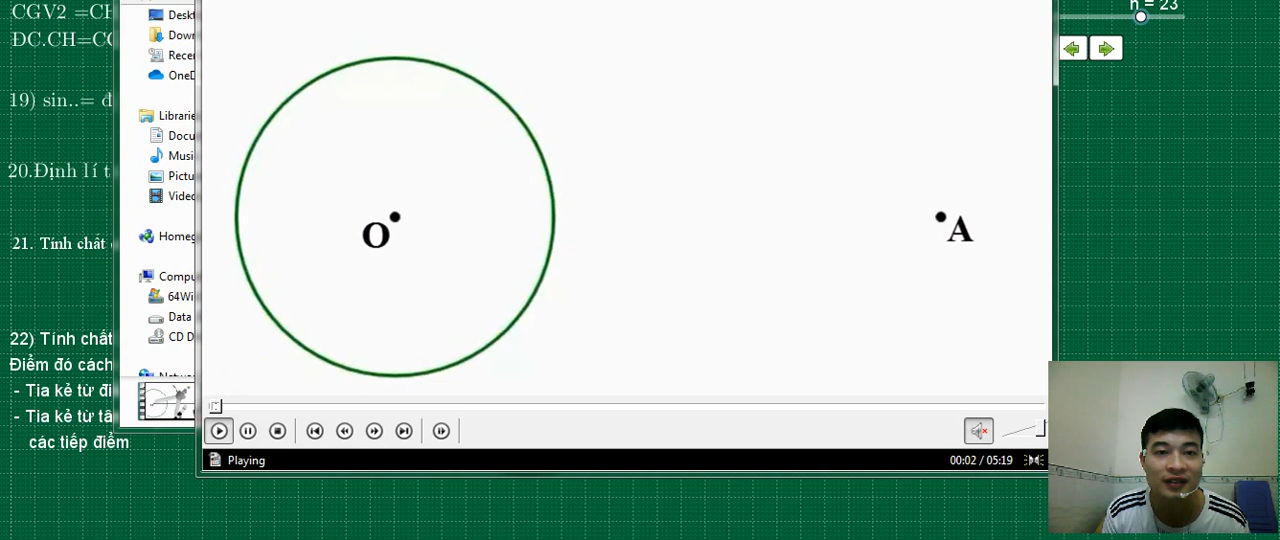 CGV2 =CH
ĐC.CH=CC
19) sin..= đ
20.Định lí t
21. Tính chất
22) Tính chất
Điểm đó cách
- Tia kẻ từ đi
- Tia kẻ từ tâ
các tiếp điểm
Deskt
Down
Recer
OneD
Librarie
Docu
Musi
Pictu
Video
Homeg
Compu
64Wi
Data
CD D
O
A
Playing
00:02 / 05:19
n = 23